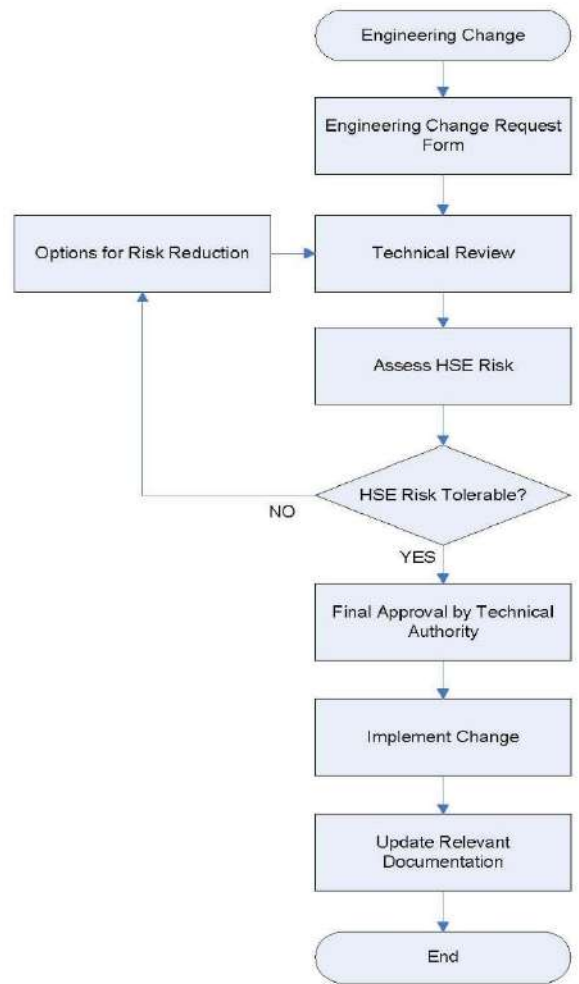 Engineering Change
Engineering Change Request
Form
Options for Risk Reduction
Technical Review
Assess HSE Risk
HSE Risk Tolerable?
NO
YES
Final Approval by Technical
Authority
Implement Change
Update Relevant
Documentation
End